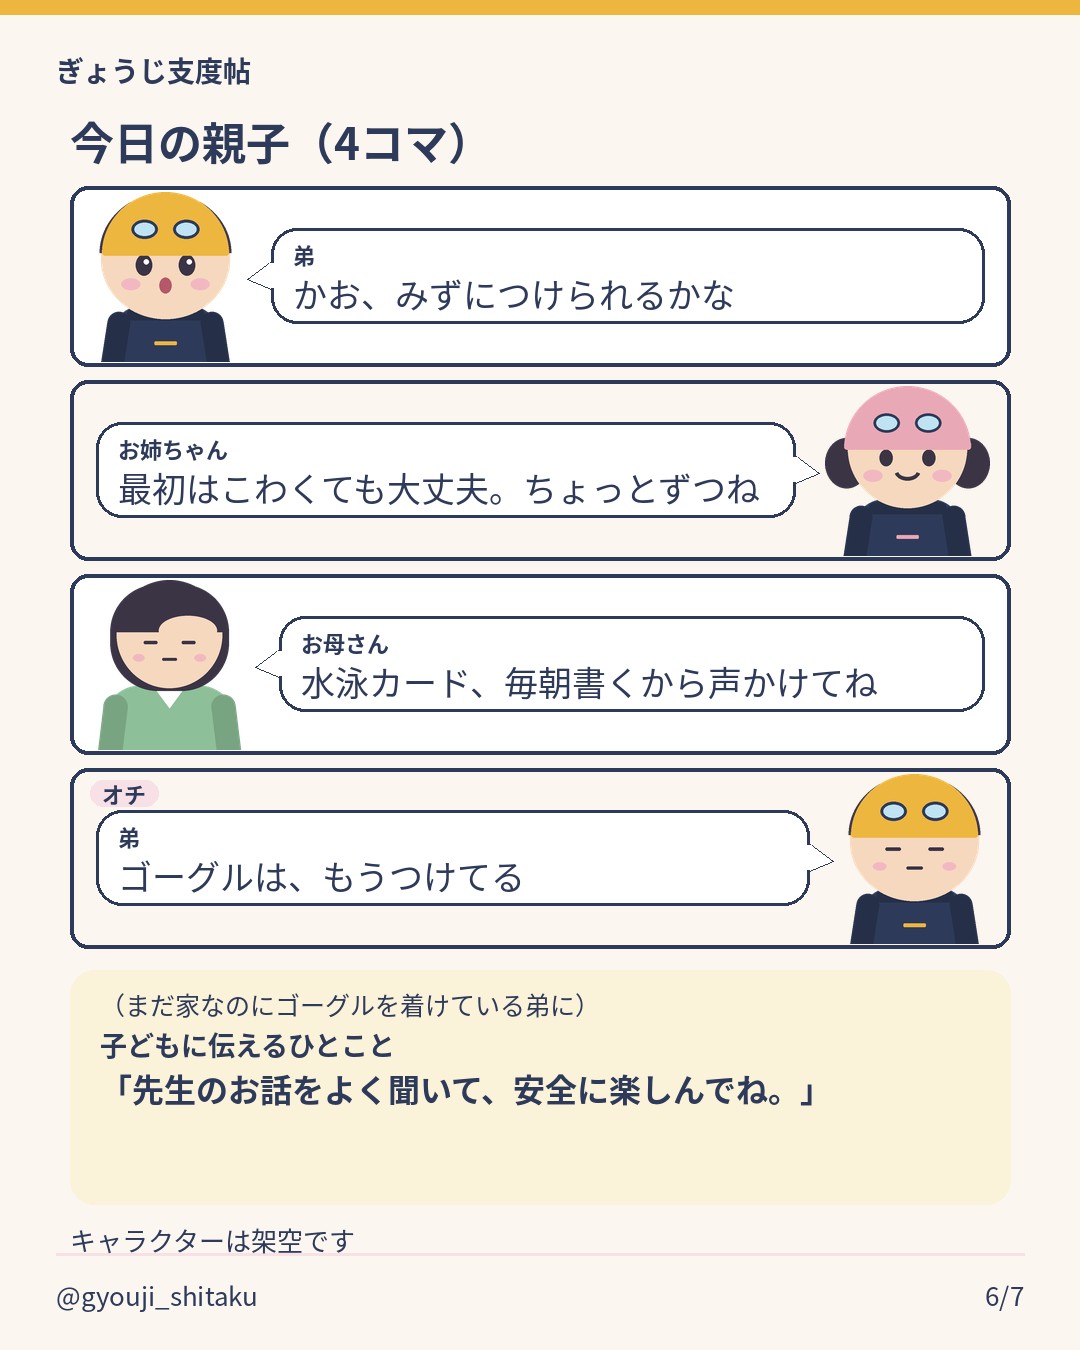 ぎょうじ支度帖
今日の親子（4コマ）
弟
かお、みずにつけられるかな
お姉ちゃん
最初はこわくても大丈夫。ちょっとずつね
お母さん
水泳カード、毎朝書くから声かけてね
オチ
弟
ゴーグルは、もうつけてる
（まだ家なのにゴーグルを着けている弟に）
子どもに伝えるひとこと
「先生のお話をよく聞いて、安全に楽しんでね。」
キャラクターは架空です
@gyouji_shitaku
6/7